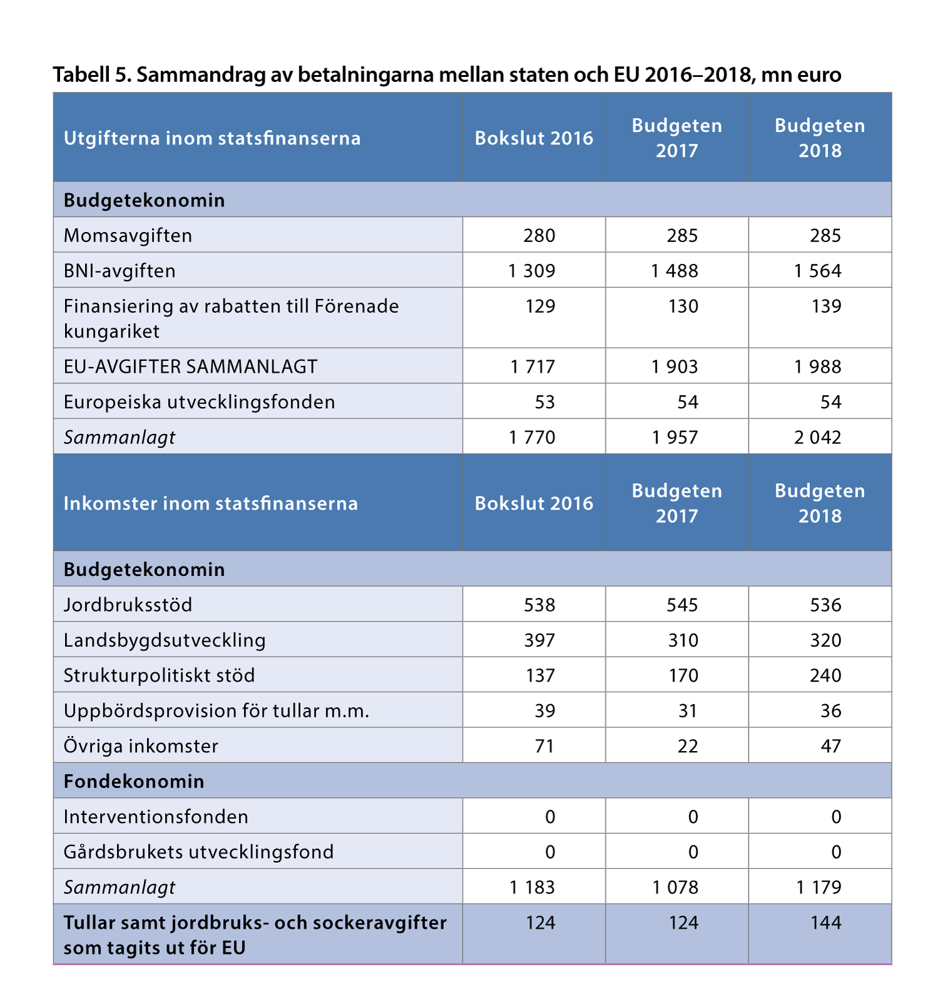 Tabell 5. Sammandrag av betalningarna mellan staten och EU 2016–2018, mn euro
Utgifterna inom statsfinanserna Bokslut 2016 Budgeten 2017 Budgeten 2018
Budgetekonomin
Momsavgiften 280 285 285
BNI-avgiften 1 309 1 488 1 564
Finansiering av rabatten till Förenade 129 130 139
kungariket
EU-AVGIFTER SAMMANLAGT 1 717 1 903 1 988
Europeiska utvecklingsfonden 53 54 54
Sammanlagt 1 770 1 957 2 042
Inkomster inom statsfinanserna Bokslut 2016 Budgeten 2017 Budgeten 2018
Budgetekonomin
Jordbruksstöd 538 545 536
Landsbygdsutveckling 397 310 320
Strukturpolitiskt stöd 137 170 240
Uppbördsprovision för tullar m.m. 39 31 36
Övriga inkomster 71 22 47
Fondekonomin
Interventionsfonden 0 0 0
Gårdsbrukets utvecklingsfond 0 0 0
Sammanlagt 1 183 1 078 1 179
Tullar samt jordbruks- och sockeravgifter 124 124 144
som tagits ut för EU